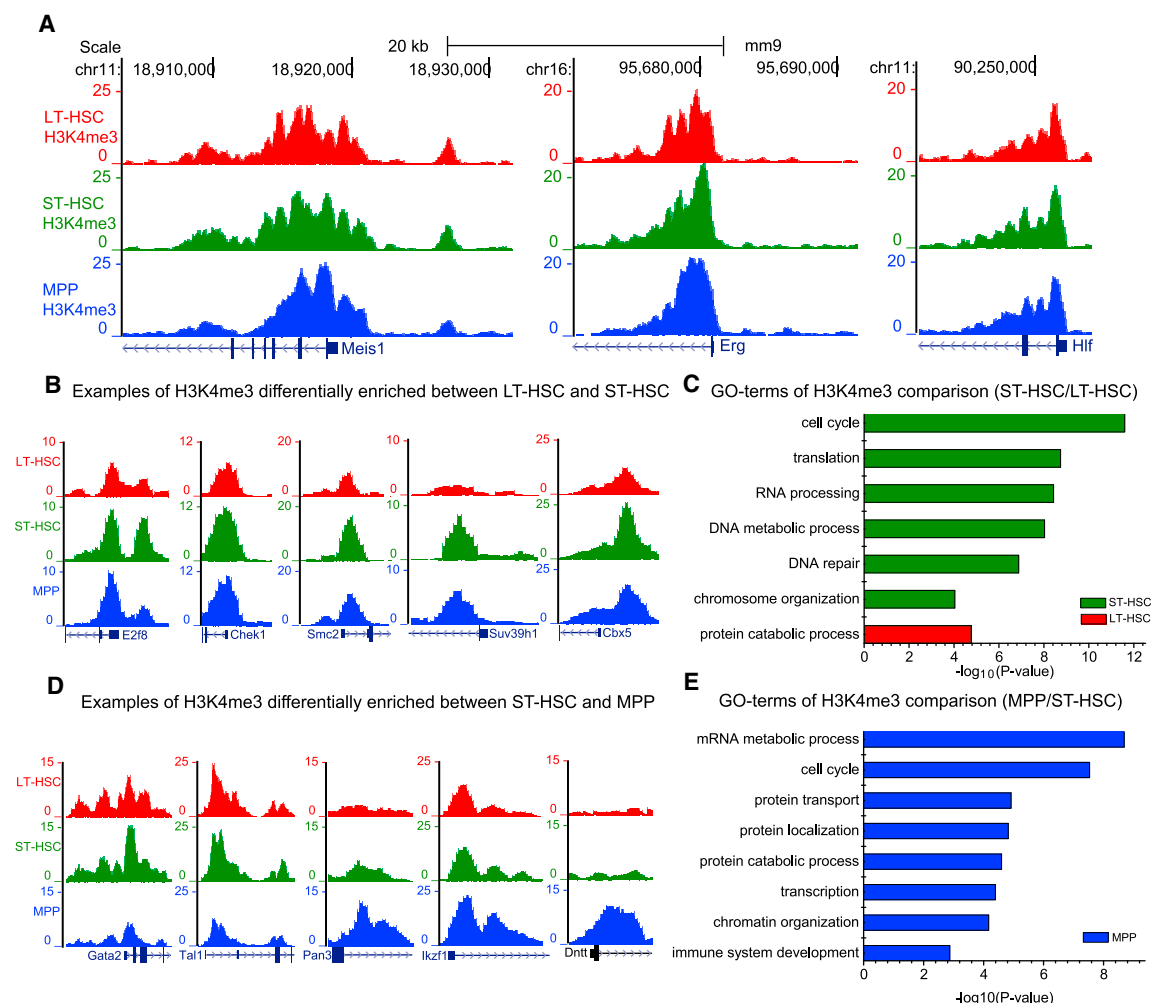 A
Scale 20 kb mm9
chr11: 18,910,000 18,920,000 18,930,000 chr16: 95,680,000 95,690,000 chr11: 90,250,000
25 20 20
LT-HSC
H3K4me3
0 0 0
25 20 20
ST-HSC
H3K4me3
0 0 0
25 20 20
MPP
H3K4me3
0 0 0
Meis1 Erg Hlf
B Examples of H3K4me3 differentially enriched between LT-HSC and ST-HSC
10 12 20 10 25
LT-HSC
0 0 0 0 0
10 12 20 10 25
ST-HSC
0 0 0 0 0
10 12 20 10 25
MPP
0 0 0 0 0
E2f8 Chek1 Smc2 Suv39h1 Cbx5
C GO-terms of H3K4me3 comparison (ST-HSC/LT-HSC)
cell cycle
translation
RNA processing
DNA metabolic process
DNA repair
chromosome organization
protein catabolic process
ST-HSC
LT-HSC
0 2 4 6 8 10 12
-log10(P-value)
D Examples of H3K4me3 differentially enriched between ST-HSC and MPP
15 25 15 25 15
LT-HSC
0 0 0 0 0
15 25 15 25 15
ST-HSC
0 0 0 0 0
15 25 15 25 15
MPP
0 0 0 0 0
Gata2 Tal1 Pan3 Ikzf1 Dntt
E GO-terms of H3K4me3 comparison (MPP/ST-HSC)
mRNA metabolic process
cell cycle
protein transport
protein localization
protein catabolic process
transcription
chromatin organization
immune system development
MPP
0 2 4 6 8
-log10(P-value)